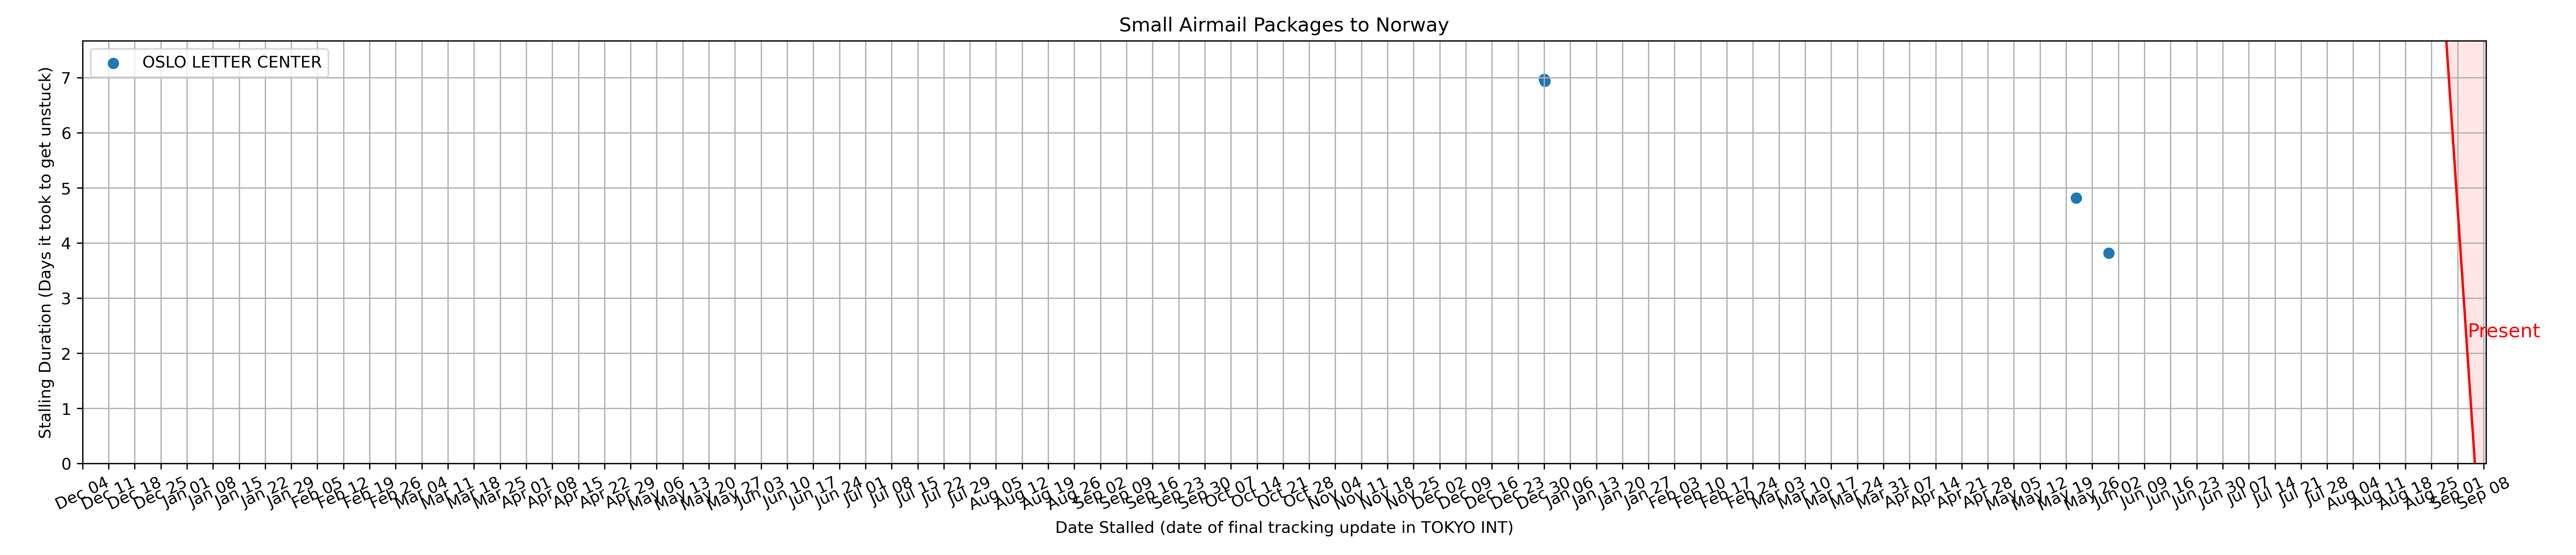 Small Airmail Packages to Norway
OSLO LETTER CENTER
Stalling Duration (Days it took to get unstuck)
7
6
5
4
3
2
1
0
Present
Dec 04 Dec 11 Dec 18 Dec 25 Jan 01 Jan 08 Jan 15 Jan 22 Jan 29 Feb 05 Feb 12 Feb 19 Feb 26 Mar 04 Mar 11 Mar 18 Mar 25 Apr 01 Apr 08 Apr 15 Apr 22 Apr 29 May 06 May 13 May 20 May 27 Jun 03 Jun 10 Jun 17 Jun 24 Jul 01 Jul 08 Jul 15 Jul 22 Jul 29 Aug 05 Aug 12 Aug 19 Aug 26 Sep 02 Sep 09 Sep 16 Sep 23 Sep 30 Oct 07 Oct 14 Oct 21 Oct 28 Nov 04 Nov 11 Nov 18 Nov 25 Dec 02 Dec 09 Dec 16 Dec 23 Dec 30 Jan 06 Jan 13 Jan 20 Jan 27 Feb 03 Feb 10 Feb 17 Feb 24 Mar 03 Mar 10 Mar 17 Mar 24 Mar 31 Apr 07 Apr 14 Apr 21 Apr 28 May 05 May 12 May 19 May 26 Jun 02 Jun 09 Jun 16 Jun 23 Jun 30 Jul 07 Jul 14 Jul 21 Jul 28 Aug 04 Aug 11 Aug 18 Aug 25 Sep 01 Sep 08
Date Stalled (date of final tracking update in TOKYO INT)